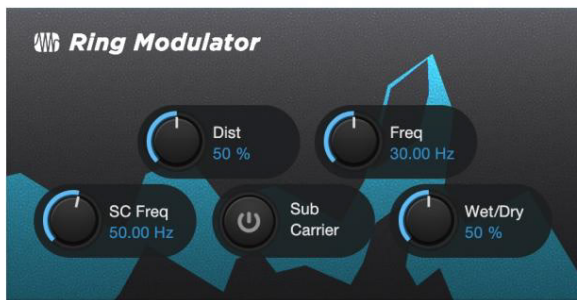 Ring Modulator
Dist
50 %
Freq
30.00 Hz
SC Freq
50.00 Hz
Sub
Carrier
Wet/Dry
50 %